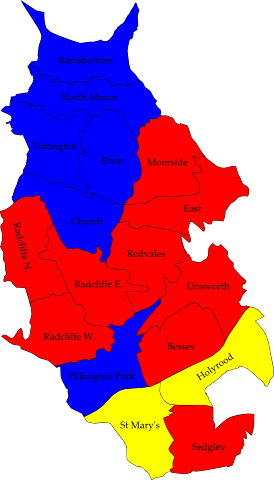 Ramsbottom
North Manor
Tottington
Elton
Moorside
East
Church
Radcliffe N.
Redvales
Radcliffe E.
Unsworth
Radcliffe W.
Besses
Holyrood
Pilkington Park
St Mary's
Sedgley